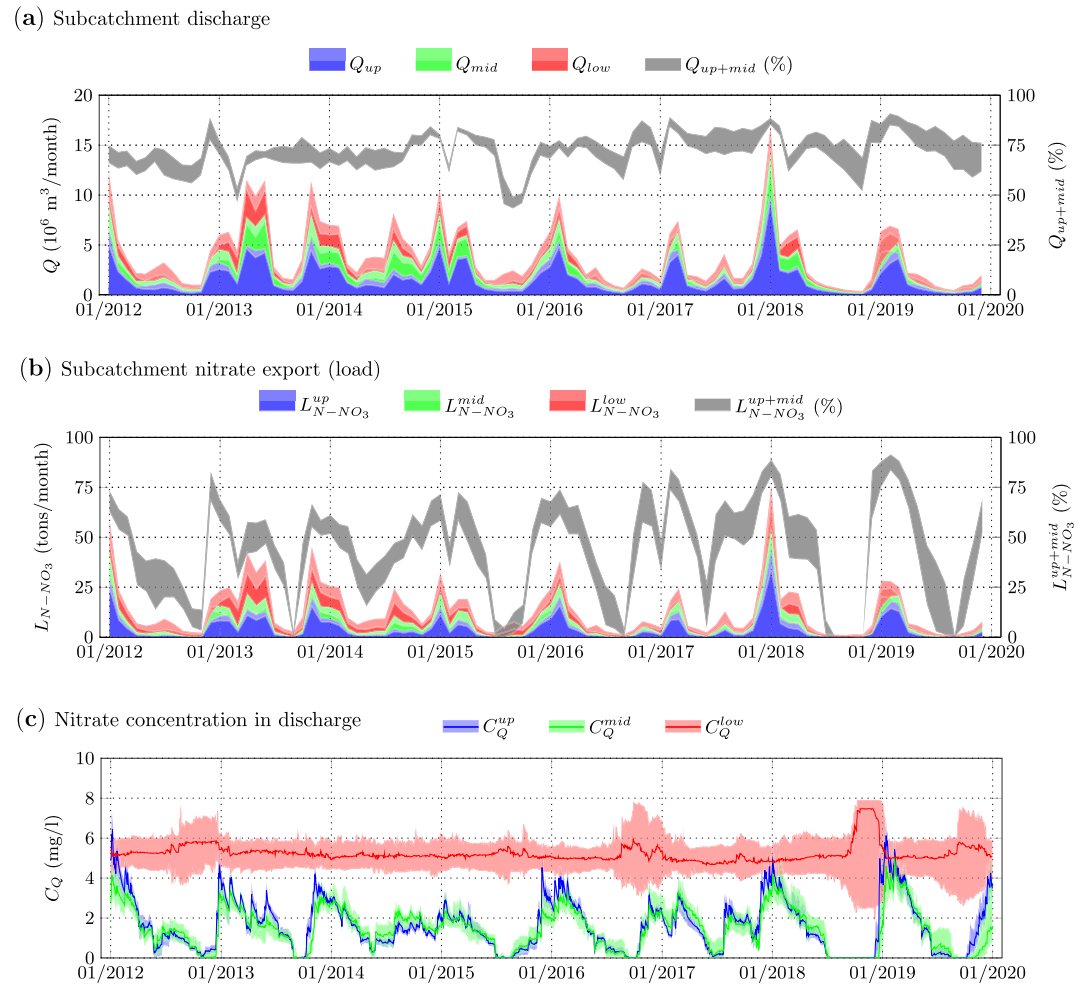 (a) Subcatchment discharge
Q_up Q_mid Q_low Q_up+mid (%)
Q (10^6 m^3/month)
20
15
10
5
0
100
75
50
25
0
Q_up+mid (%)
01/2012 01/2013 01/2014 01/2015 01/2016 01/2017 01/2018 01/2019 01/2020
(b) Subcatchment nitrate export (load)
L^up_N−NO3 L^mid_N−NO3 L^low_N−NO3 L^up+mid_N−NO3 (%)
L_N−NO3 (tons/month)
100
75
50
25
0
100
75
50
25
0
L^up+mid_N−NO3 (%)
01/2012 01/2013 01/2014 01/2015 01/2016 01/2017 01/2018 01/2019 01/2020
(c) Nitrate concentration in discharge
C^up_Q C^mid_Q C^low_Q
C_Q (mg/l)
10
8
6
4
2
0
01/2012 01/2013 01/2014 01/2015 01/2016 01/2017 01/2018 01/2019 01/2020